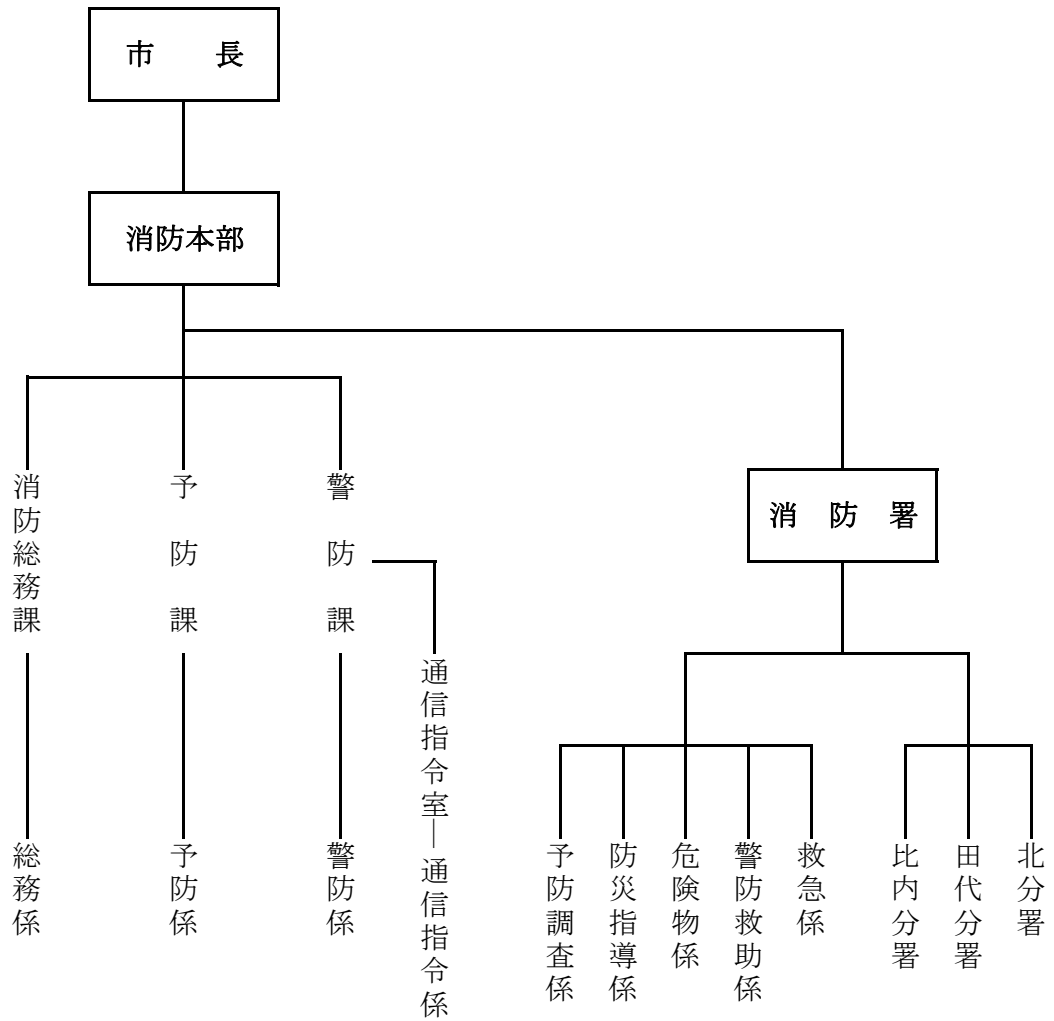 市　　長
消防本部
消　防　署
消防総務課
予　防　課
警　防　課
通信指令室―通信指令係
総務係
予防係
警防係
予防調査係
防災指導係
危険物係
警防救助係
救急係
比内分署
田代分署
北分署